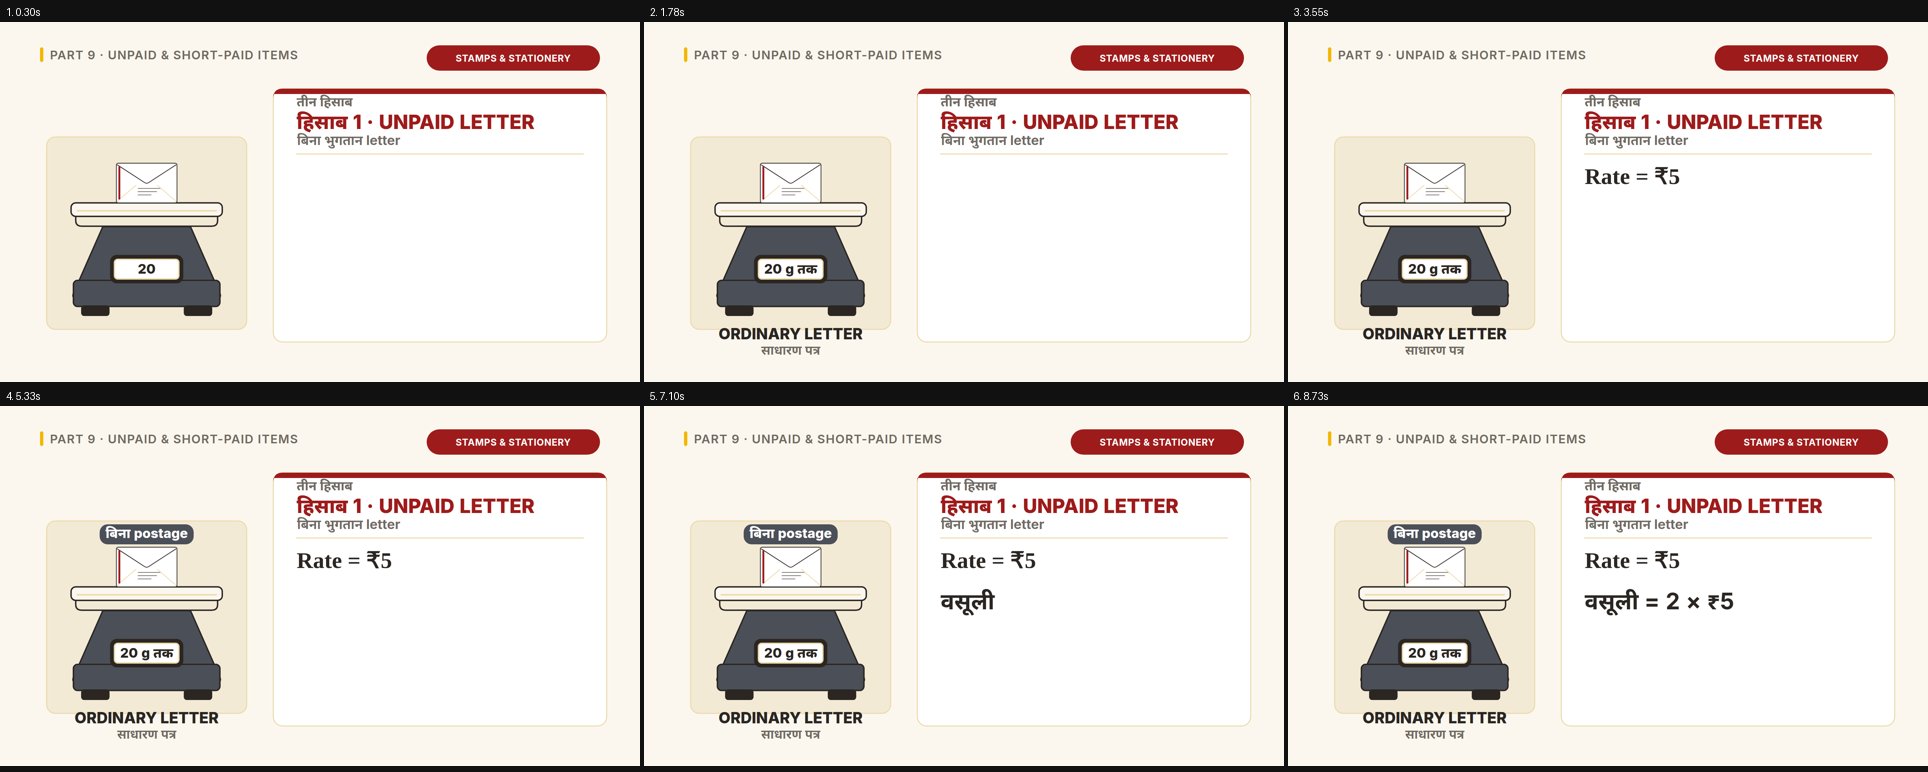 1. 0.30s
PART 9 · UNPAID & SHORT-PAID ITEMS
STAMPS & STATIONERY
तीन हिसाब
हिसाब 1 · UNPAID LETTER
बिना भुगतान letter
20
2. 1.78s
PART 9 · UNPAID & SHORT-PAID ITEMS
STAMPS & STATIONERY
तीन हिसाब
हिसाब 1 · UNPAID LETTER
बिना भुगतान letter
20 g तक
ORDINARY LETTER
साधारण पत्र
3. 3.55s
PART 9 · UNPAID & SHORT-PAID ITEMS
STAMPS & STATIONERY
तीन हिसाब
हिसाब 1 · UNPAID LETTER
बिना भुगतान letter
Rate = ₹5
20 g तक
ORDINARY LETTER
साधारण पत्र
4. 5.33s
PART 9 · UNPAID & SHORT-PAID ITEMS
STAMPS & STATIONERY
तीन हिसाब
हिसाब 1 · UNPAID LETTER
बिना भुगतान letter
बिना postage
Rate = ₹5
20 g तक
ORDINARY LETTER
साधारण पत्र
5. 7.10s
PART 9 · UNPAID & SHORT-PAID ITEMS
STAMPS & STATIONERY
तीन हिसाब
हिसाब 1 · UNPAID LETTER
बिना भुगतान letter
बिना postage
Rate = ₹5
वसूली
20 g तक
ORDINARY LETTER
साधारण पत्र
6. 8.73s
PART 9 · UNPAID & SHORT-PAID ITEMS
STAMPS & STATIONERY
तीन हिसाब
हिसाब 1 · UNPAID LETTER
बिना भुगतान letter
बिना postage
Rate = ₹5
वसूली = 2 × ₹5
20 g तक
ORDINARY LETTER
साधारण पत्र